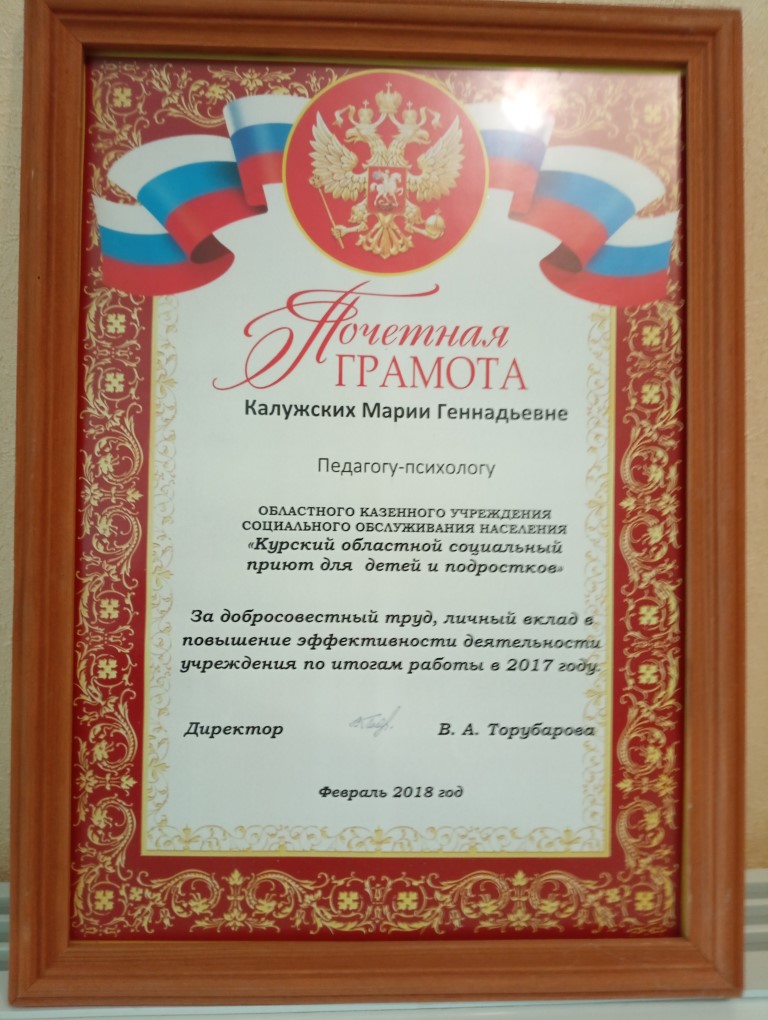 Почетная
ГРАМОТА
Калужских Марии Геннадьевне
Педагогу-психологу
ОБЛАСТНОГО КАЗЕННОГО УЧРЕЖДЕНИЯ
СОЦИАЛЬНОГО ОБСЛУЖИВАНИЯ НАСЕЛЕНИЯ
«Курский областной социальный
приют для детей и подростков»
За добросовестный труд, личный вклад в
повышение эффективности деятельности
учреждения по итогам работы в 2017 году.
Директор В. А. Торубарова
Февраль 2018 год